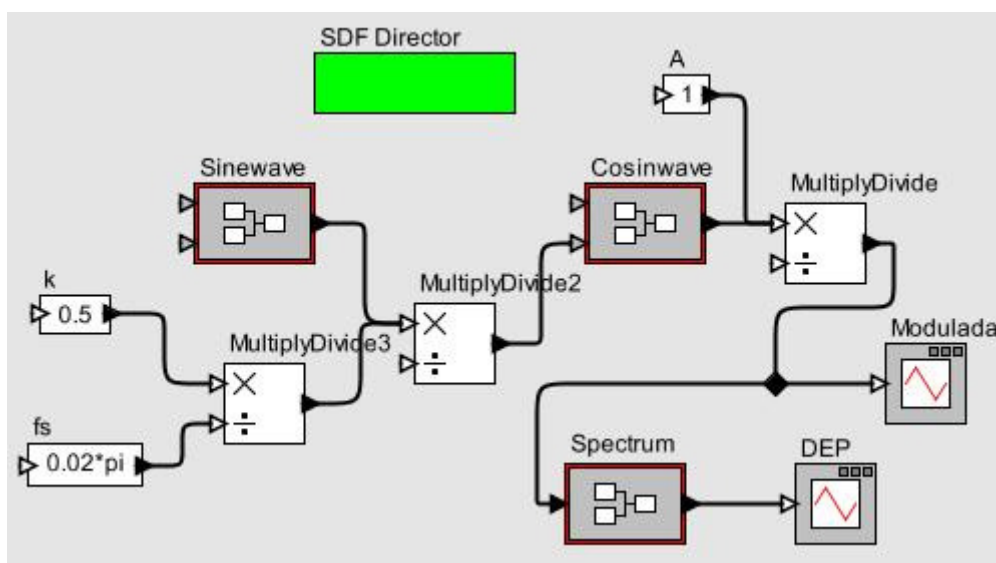 SDF Director
A
1
Sinewave
Cosinwave
MultiplyDivide
×
÷
k
0.5
MultiplyDivide2
×
÷
MultiplyDivide3
×
÷
Modulada
fs
0.02*pi
Spectrum
DEP